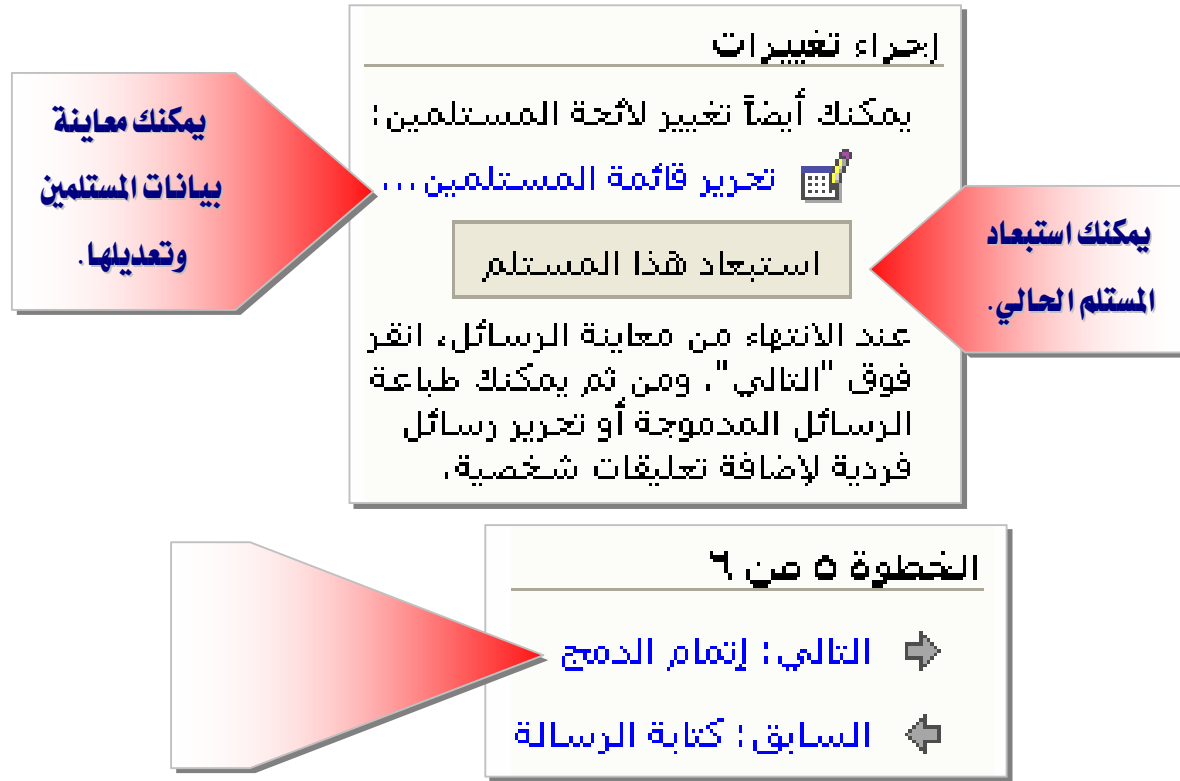 إجراء تغييرات
يمكنك أيضاً تغيير لائحة المستلمين:
تحرير قائمة المستلمين...
استبعاد هذا المستلم
عند الانتهاء من معاينة الرسائل، انقر
فوق "التالي". ومن ثم يمكنك طباعة
الرسائل المدموجة أو تحرير رسائل
فردية لإضافة تعليقات شخصية.
يمكنك معاينة
بيانات المستلمين
وتعديلها.
يمكنك استبعاد
المستلم الحالي.
الخطوة ٥ من ٦
التالي: إتمام الدمج
السابق: كتابة الرسالة